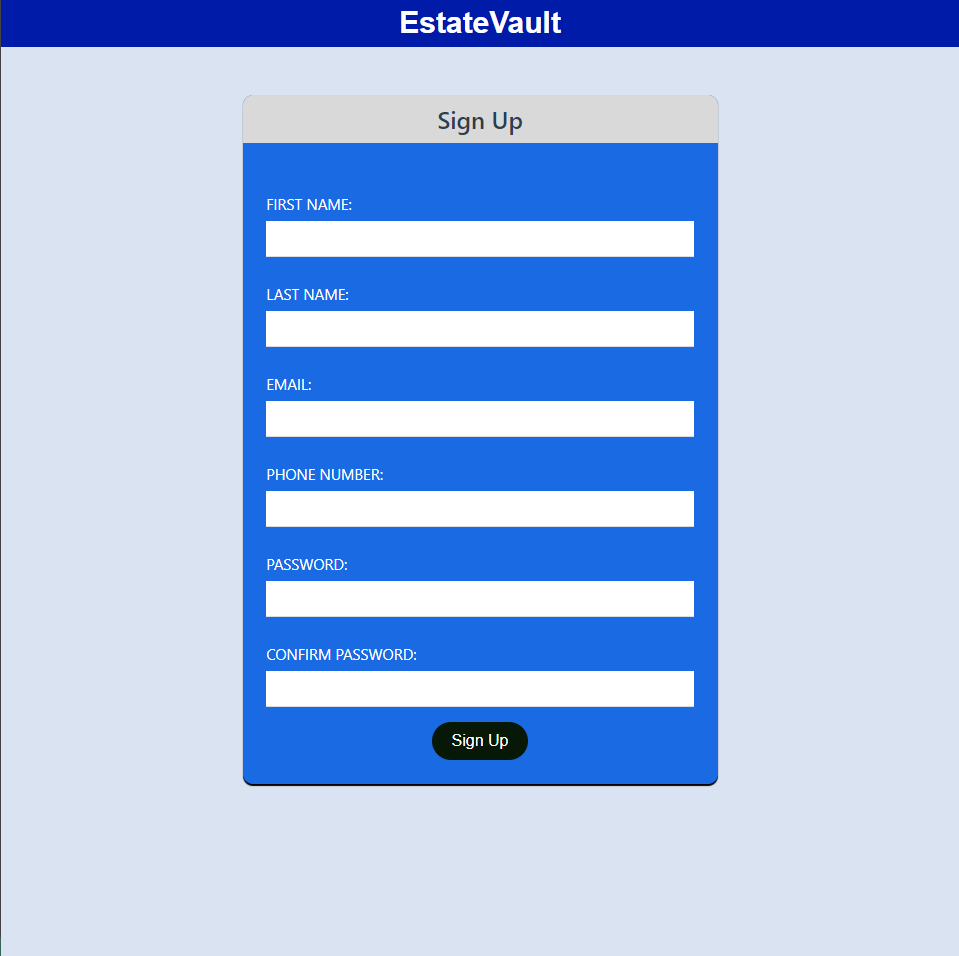 EstateVault
Sign Up
FIRST NAME:
LAST NAME:
EMAIL:
PHONE NUMBER:
PASSWORD:
CONFIRM PASSWORD:
Sign Up